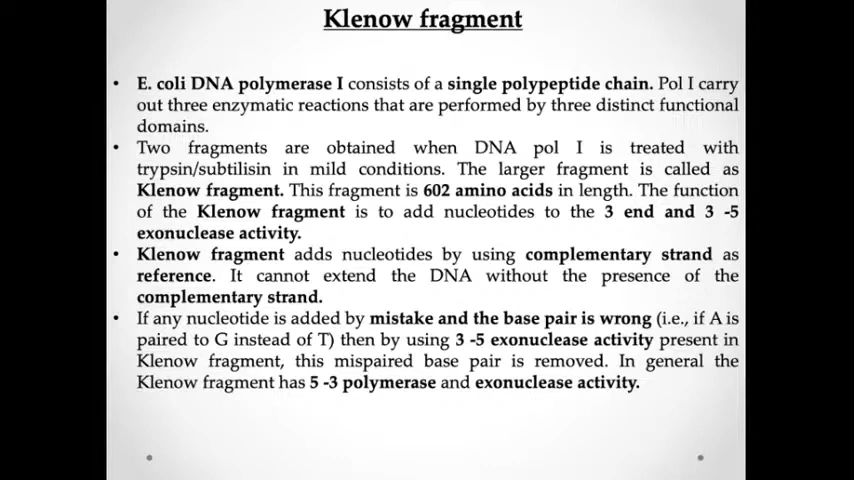 Klenow fragment
• E. coli DNA polymerase I consists of a single polypeptide chain. Pol I carry
out three enzymatic reactions that are performed by three distinct functional
domains.
• Two fragments are obtained when DNA pol I is treated with
trypsin/subtilisin in mild conditions. The larger fragment is called as
Klenow fragment. This fragment is 602 amino acids in length. The function
of the Klenow fragment is to add nucleotides to the 3 end and 3 -5
exonuclease activity.
• Klenow fragment adds nucleotides by using complementary strand as
reference. It cannot extend the DNA without the presence of the
complementary strand.
• If any nucleotide is added by mistake and the base pair is wrong (i.e., if A is
paired to G instead of T) then by using 3 -5 exonuclease activity present in
Klenow fragment, this mispaired base pair is removed. In general the
Klenow fragment has 5 -3 polymerase and exonuclease activity.